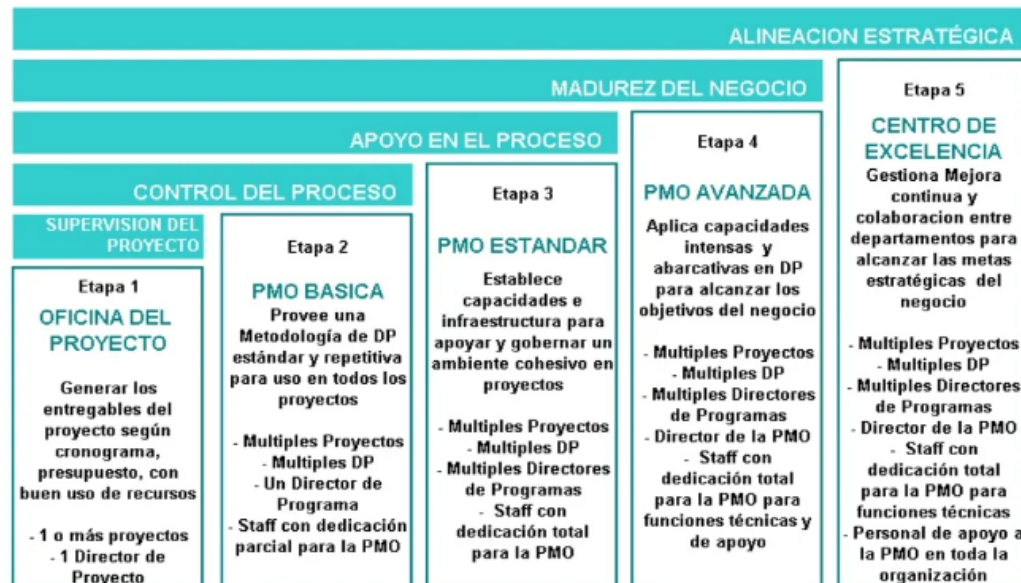 ALINEACION ESTRATÉGICA
MADUREZ DEL NEGOCIO
APOYO EN EL PROCESO
CONTROL DEL PROCESO
SUPERVISION DEL
PROYECTO
Etapa 1
OFICINA DEL
PROYECTO
Generar los
entregables del
proyecto según
cronograma,
presupuesto, con
buen uso de recursos
- 1 o más proyectos
- 1 Director de
Proyecto
Etapa 2
PMO BASICA
Provee una
Metodología de DP
estándar y repetitiva
para uso en todos los
proyectos
- Multiples Proyectos
- Multiples DP
- Un Director de
Programa
- Staff con dedicación
parcial para la PMO
Etapa 3
PMO ESTANDAR
Establece
capacidades e
infraestructura para
apoyar y gobernar un
ambiente cohesivo en
proyectos
- Multiples Proyectos
- Multiples DP
- Multiples Directores
de Programas
- Staff con
dedicación total
para la PMO
Etapa 4
PMO AVANZADA
Aplica capacidades
intensas y
abarcativas en DP
para alcanzar los
objetivos del negocio
- Multiples Proyectos
- Multiples DP
- Multiples Directores
de Programas
- Director de la PMO
- Staff con
dedicación total
para la PMO para
funciones técnicas y
de apoyo
Etapa 5
CENTRO DE
EXCELENCIA
Gestiona Mejora
continua y
colaboracion entre
departamentos para
alcanzar las metas
estratégicas del
negocio
- Multiples Proyectos
- Multiples DP
- Multiples Directores
de Programas
- Director de la PMO
- Staff con
dedicación total
para la PMO para
funciones técnicas
- Personal de apoyo a
la PMO en toda la
organización